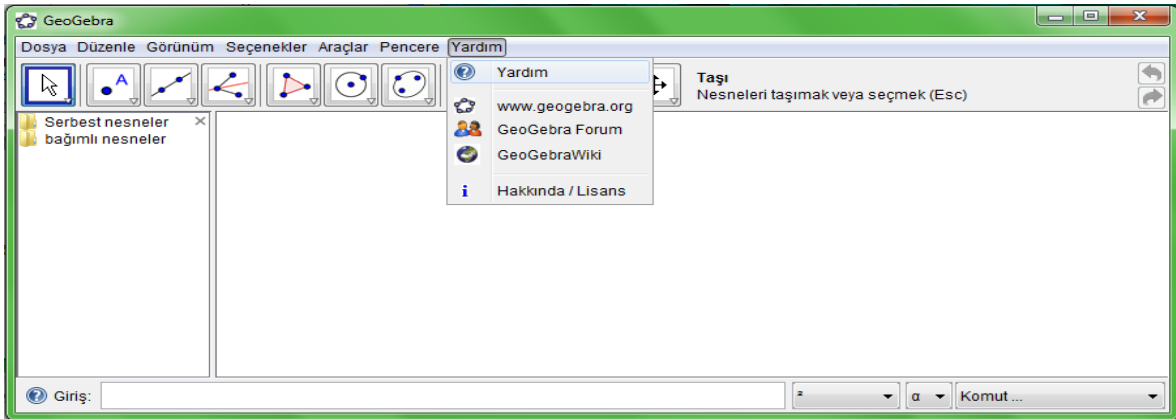 GeoGebra
Dosya Düzenle Görünüm Seçenekler Araçlar Pencere Yardım
A
Yardım
www.geogebra.org
GeoGebra Forum
GeoGebraWiki
Hakkında / Lisans
Taşı
Nesneleri taşımak veya seçmek (Esc)
Serbest nesneler
bağımlı nesneler
Giriş:
²
α
Komut ...